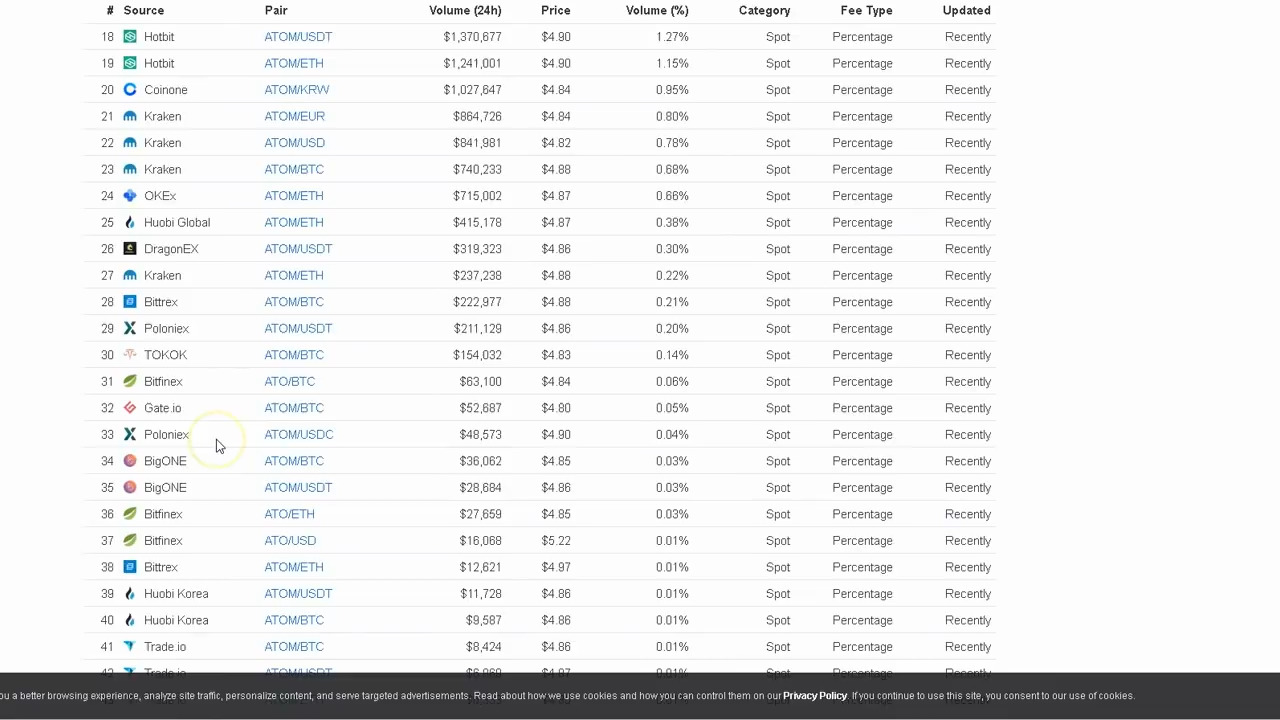 # Source Pair Volume (24h) Price Volume (%) Category Fee Type Updated
18 Hotbit ATOM/USDT $1,370,677 $4.90 1.27% Spot Percentage Recently
19 Hotbit ATOM/ETH $1,241,001 $4.90 1.15% Spot Percentage Recently
20 Coinone ATOM/KRW $1,027,647 $4.84 0.95% Spot Percentage Recently
21 Kraken ATOM/EUR $864,726 $4.84 0.80% Spot Percentage Recently
22 Kraken ATOM/USD $841,981 $4.82 0.78% Spot Percentage Recently
23 Kraken ATOM/BTC $740,233 $4.88 0.68% Spot Percentage Recently
24 OKEx ATOM/ETH $715,002 $4.87 0.66% Spot Percentage Recently
25 Huobi Global ATOM/ETH $415,178 $4.87 0.38% Spot Percentage Recently
26 DragonEX ATOM/USDT $319,323 $4.86 0.30% Spot Percentage Recently
27 Kraken ATOM/ETH $237,238 $4.88 0.22% Spot Percentage Recently
28 Bittrex ATOM/BTC $222,977 $4.88 0.21% Spot Percentage Recently
29 Poloniex ATOM/USDT $211,129 $4.86 0.20% Spot Percentage Recently
30 TOKOK ATOM/BTC $154,032 $4.83 0.14% Spot Percentage Recently
31 Bitfinex ATO/BTC $63,100 $4.84 0.06% Spot Percentage Recently
32 Gate.io ATOM/BTC $52,687 $4.80 0.05% Spot Percentage Recently
33 Poloniex ATOM/USDC $48,573 $4.90 0.04% Spot Percentage Recently
34 BigONE ATOM/BTC $36,062 $4.85 0.03% Spot Percentage Recently
35 BigONE ATOM/USDT $28,684 $4.86 0.03% Spot Percentage Recently
36 Bitfinex ATO/ETH $27,659 $4.85 0.03% Spot Percentage Recently
37 Bitfinex ATO/USD $16,068 $5.22 0.01% Spot Percentage Recently
38 Bittrex ATOM/ETH $12,621 $4.97 0.01% Spot Percentage Recently
39 Huobi Korea ATOM/USDT $11,728 $4.86 0.01% Spot Percentage Recently
40 Huobi Korea ATOM/BTC $9,587 $4.86 0.01% Spot Percentage Recently
41 Trade.io ATOM/BTC $8,424 $4.86 0.01% Spot Percentage Recently
42 Trade.io ATOM/USDT 0.01% Spot Percentage Recently
ou a better browsing experience, analyze site traffic, personalize content, and serve targeted advertisements. Read about how we use cookies and how you can control them on our Privacy Policy. If you continue to use this site, you consent to our use of cookies.